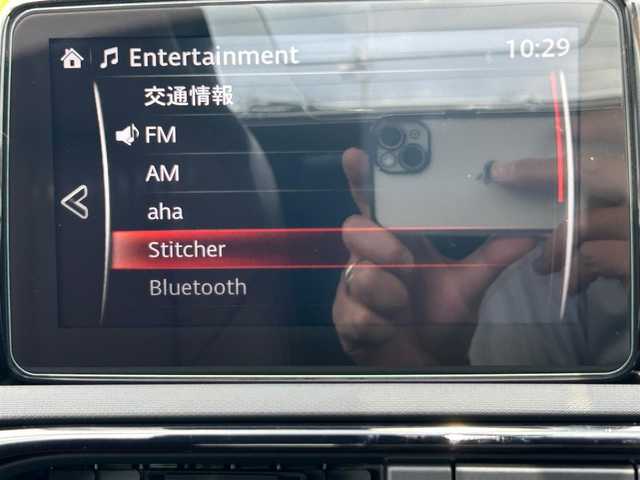 Entertainment 10:29
交通情報
FM
AM
aha
Stitcher
Bluetooth